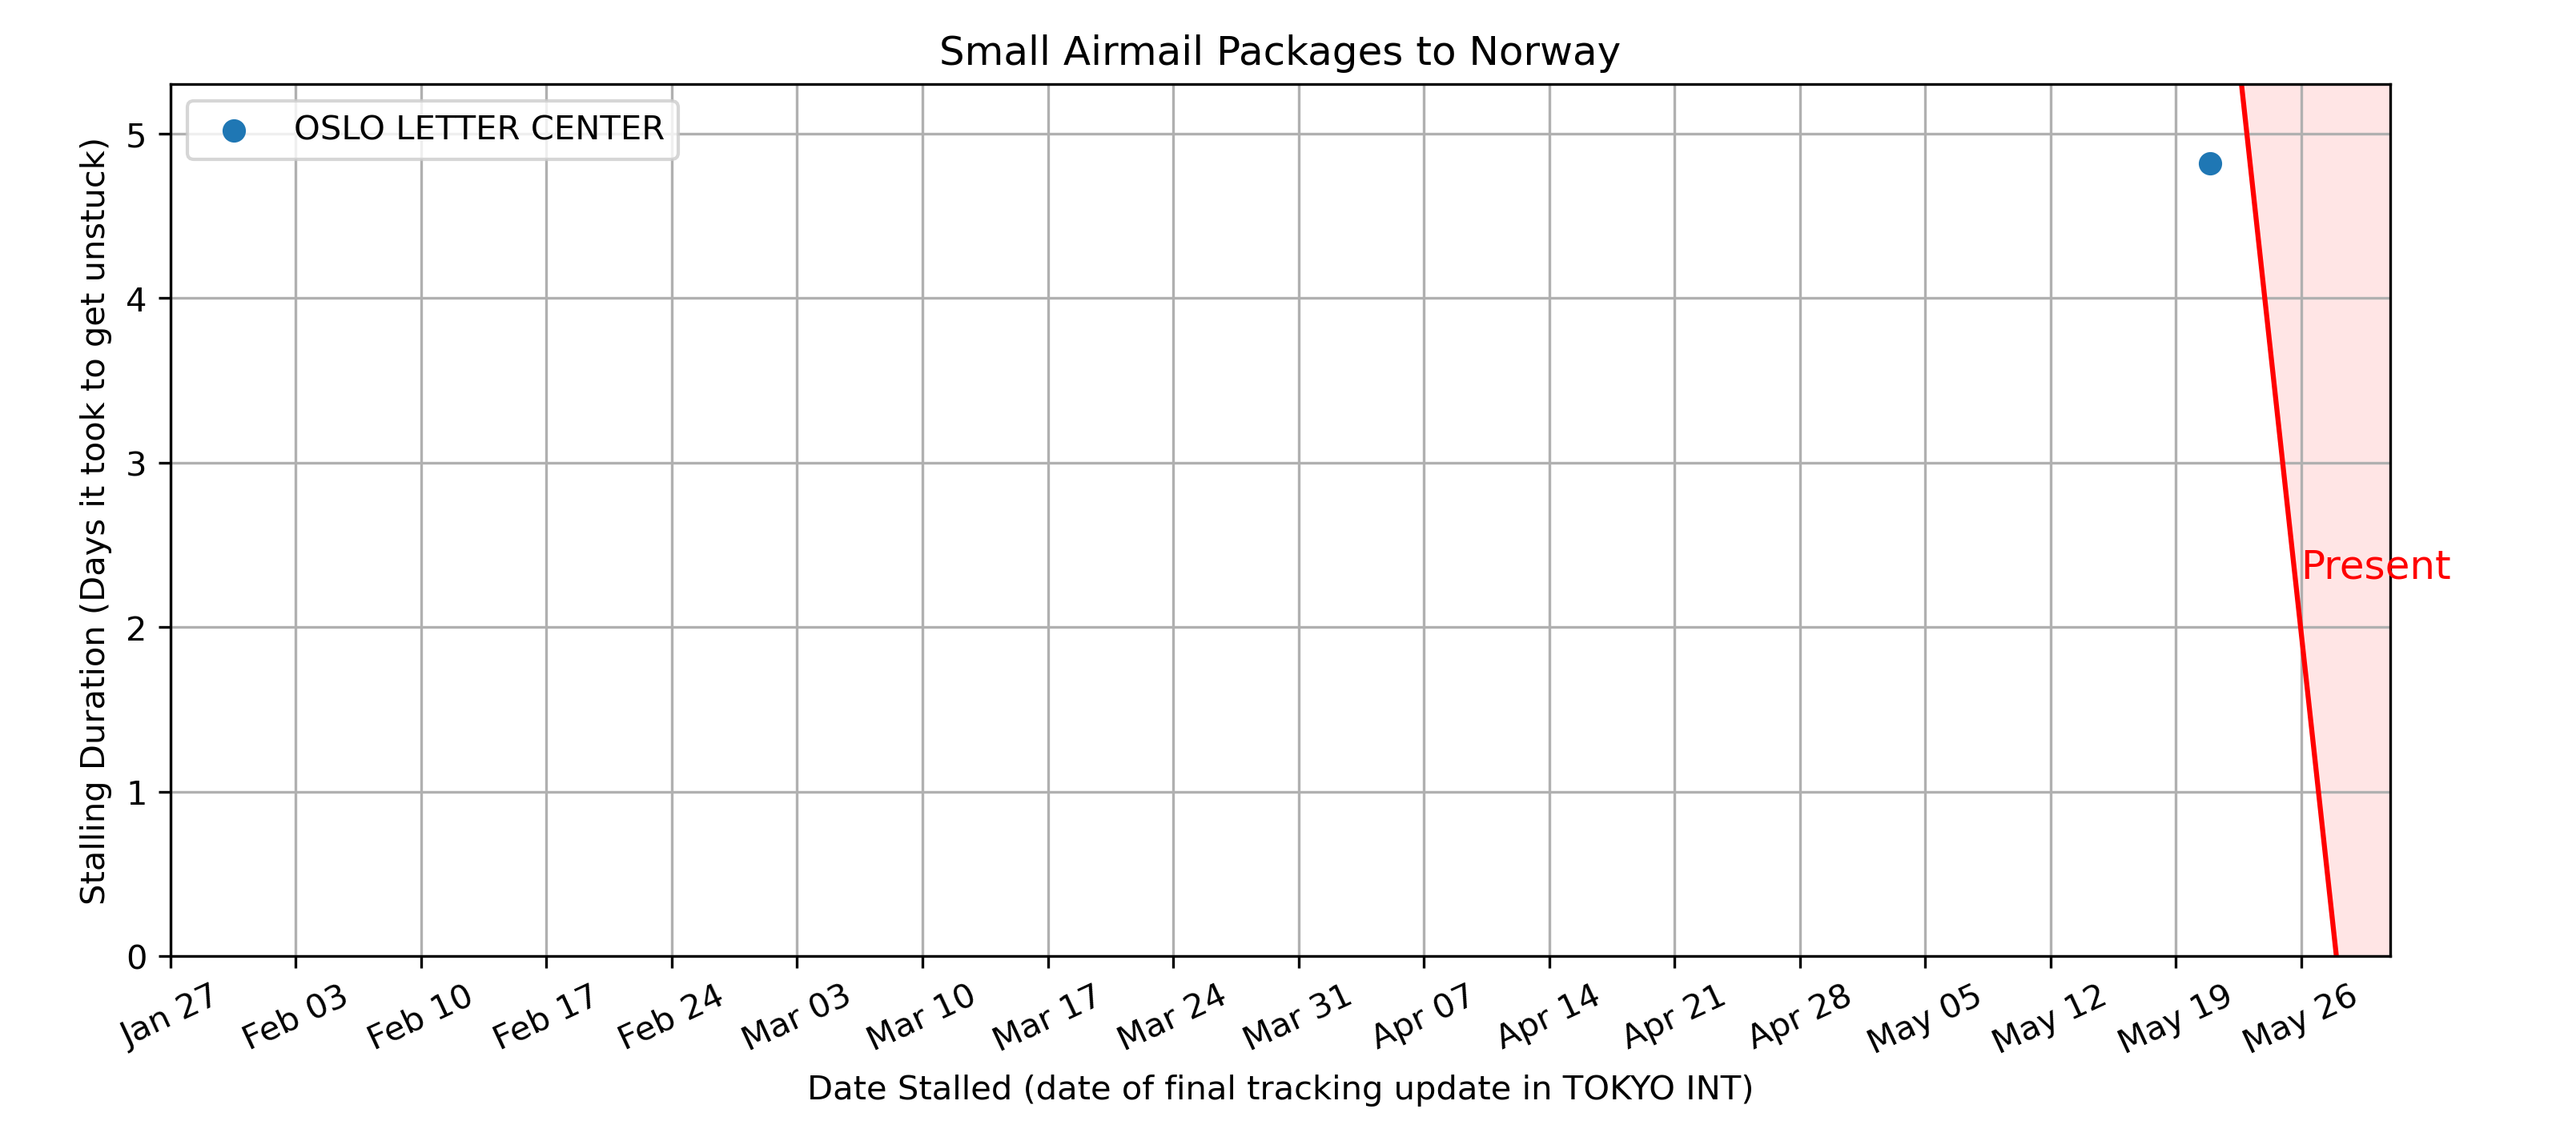 Small Airmail Packages to Norway
OSLO LETTER CENTER
Stalling Duration (Days it took to get unstuck)
5
4
3
2
1
0
Present
Jan 27
Feb 03
Feb 10
Feb 17
Feb 24
Mar 03
Mar 10
Mar 17
Mar 24
Mar 31
Apr 07
Apr 14
Apr 21
Apr 28
May 05
May 12
May 19
May 26
Date Stalled (date of final tracking update in TOKYO INT)